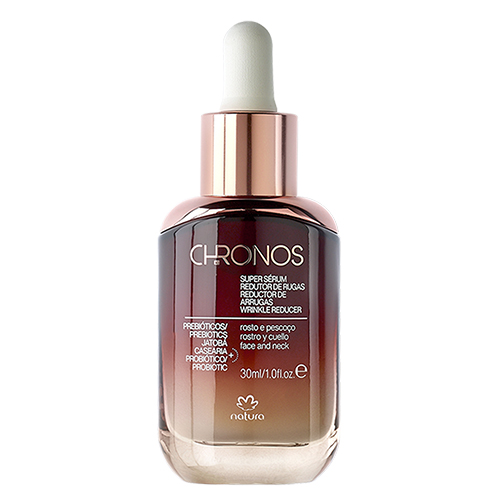 CHRONOS
SUPER SÉRUM
REDUTOR DE RUGAS
REDUCTOR DE
ARRUGAS
WRINKLE REDUCER
PREBIÓTICOS/
PREBIOTICS
JATOBÁ
CASEARIA
PROBIÓTICO/
PROBIOTIC
+
rosto e pescoço
rostro y cuello
face and neck
30ml/1.0fl.oz. e
natura